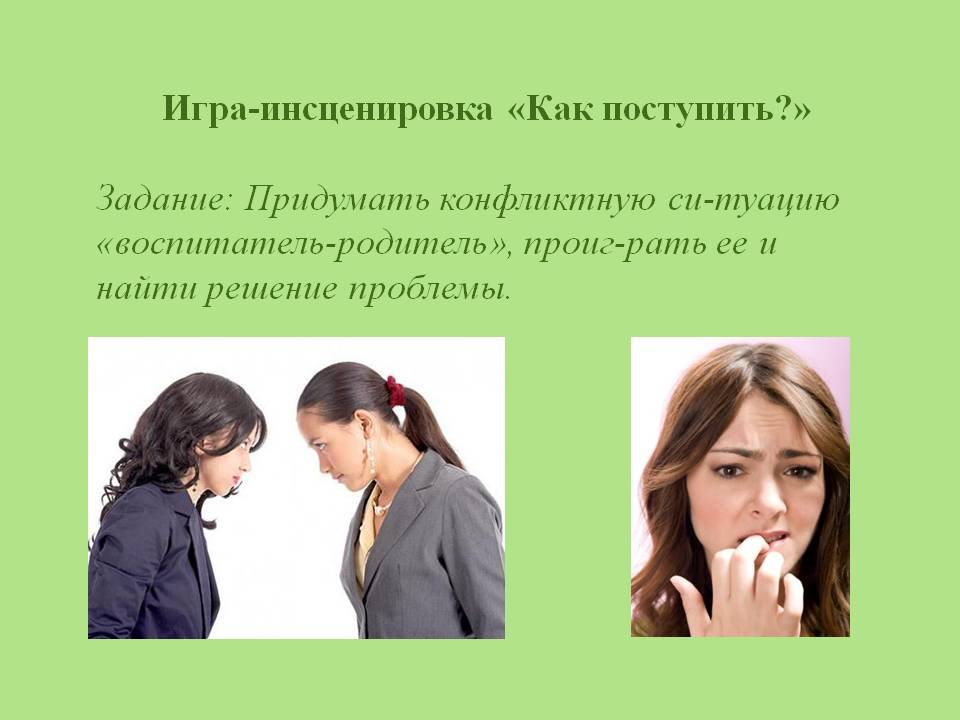 Игра-инсценировка «Как поступить?»
Задание: Придумать конфликтную си-туацию
«воспитатель-родитель», проиг-рать ее и
найти решение проблемы.